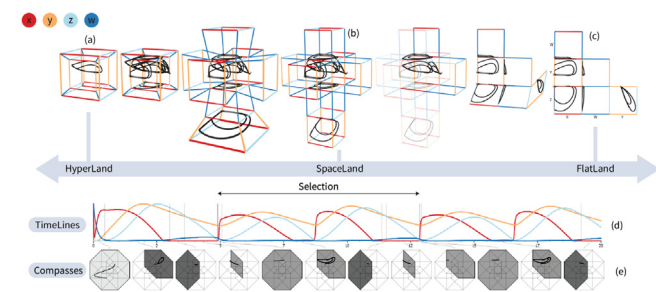 x y z w
(a)
(b)
(c)
HyperLand
SpaceLand
FlatLand
Selection
TimeLines
(d)
Compasses
(e)